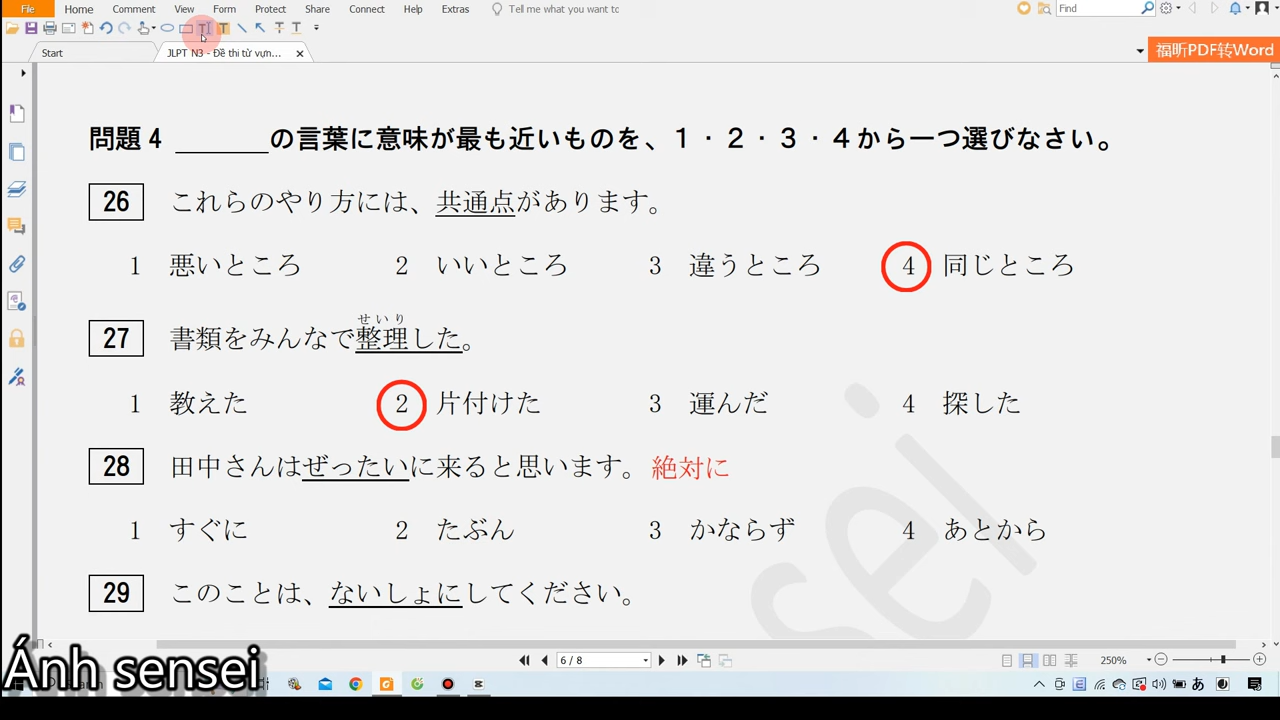 File Home Comment View Form Protect Share Connect Help Extras Tell me what you want to Find
Start JLPT N3 - Đề thi từ vựn... 福昕PDF转Word
問題4 ______の言葉に意味が最も近いものを、1・2・3・4から一つ選びなさい。
26 これらのやり方には、共通点があります。
1 悪いところ 2 いいところ 3 違うところ 4 同じところ
せいり
27 書類をみんなで整理した。
1 教えた 2 片付けた 3 運んだ 4 探した
28 田中さんはぜったいに来ると思います。 絶対に
1 すぐに 2 たぶん 3 かならず 4 あとから
29 このことは、ないしょにしてください。
sei
6 / 8 250%
Ánh sensei